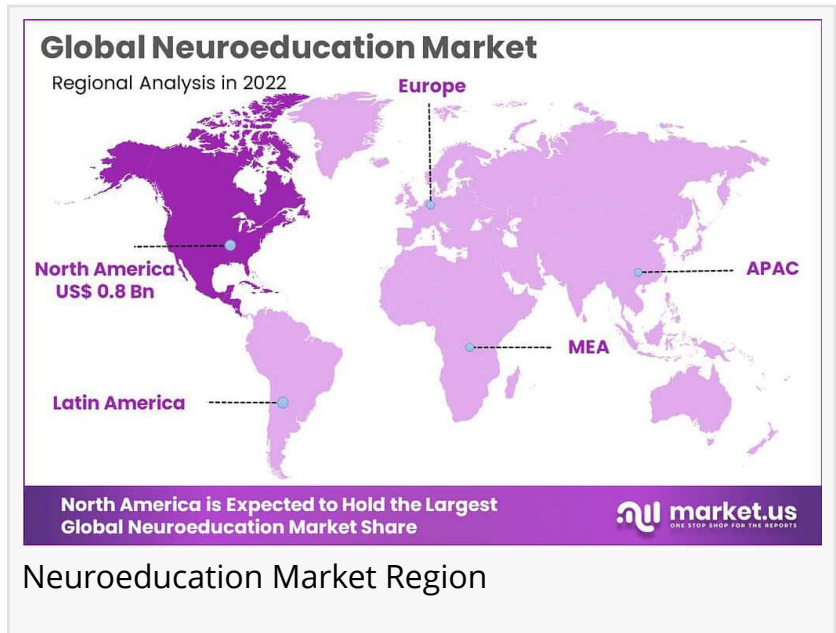 Global Neuroeducation Market
Regional Analysis in 2022
Europe
North America
US$ 0.8 Bn
APAC
MEA
Latin America
North America is Expected to Hold the Largest
Global Neuroeducation Market Share
market.us
ONE STOP SHOP FOR THE REPORTS
Neuroeducation Market Region